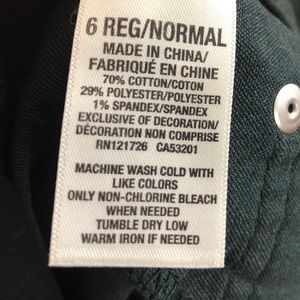 6 REG/NORMAL
MADE IN CHINA/
FABRIQUÉ EN CHINE
70% COTTON/COTON
29% POLYESTER/POLYESTER
1% SPANDEX/SPANDEX
EXCLUSIVE OF DECORATION/
DÉCORATION NON COMPRISE
RN121726 CA53201
MACHINE WASH COLD WITH
LIKE COLORS
ONLY NON-CHLORINE BLEACH
WHEN NEEDED
TUMBLE DRY LOW
WARM IRON IF NEEDED